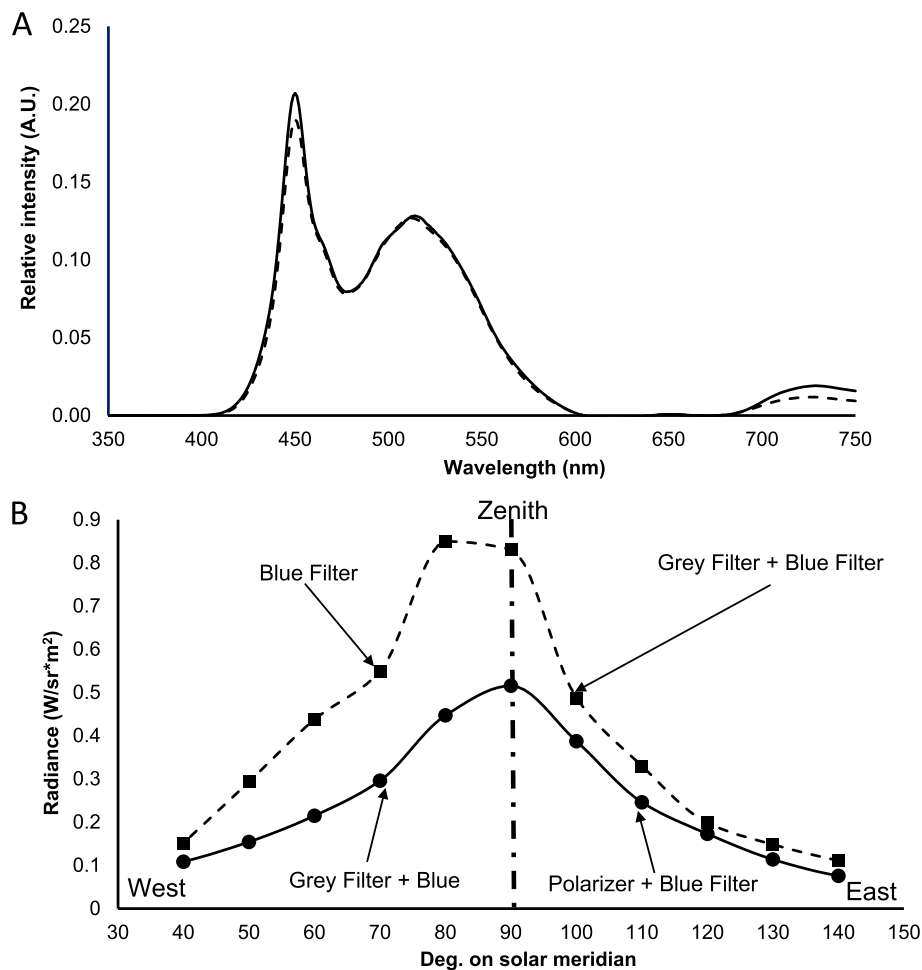 A
Relative intensity (A.U.)
0.25
0.20
0.15
0.10
0.05
0.00
350 400 450 500 550 600 650 700 750
Wavelength (nm)
B
Radiance (W/sr*m²)
0.9
0.8
0.7
0.6
0.5
0.4
0.3
0.2
0.1
0
Zenith
Blue Filter
Grey Filter + Blue Filter
Grey Filter + Blue
Polarizer + Blue Filter
West
East
30 40 50 60 70 80 90 100 110 120 130 140 150
Deg. on solar meridian